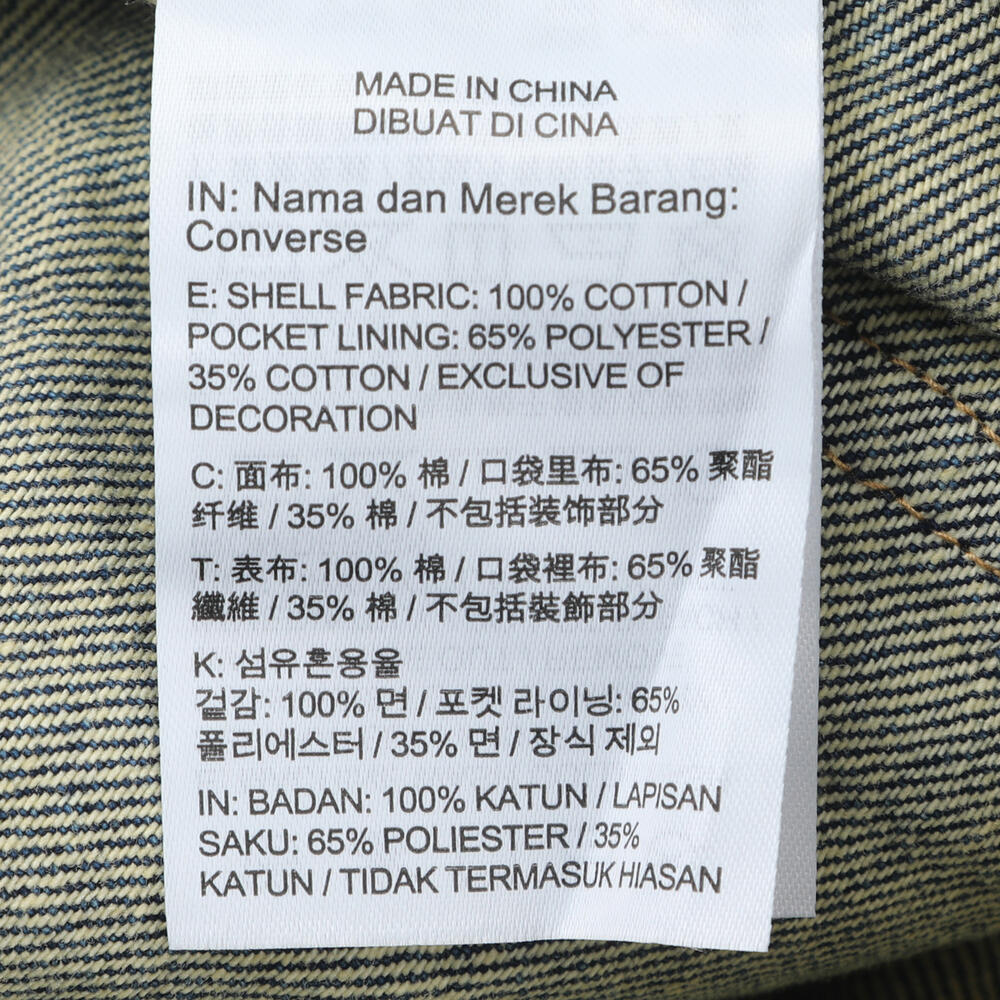 MADE IN CHINA
DIBUAT DI CINA
IN: Nama dan Merek Barang:
Converse
E: SHELL FABRIC: 100% COTTON /
POCKET LINING: 65% POLYESTER /
35% COTTON / EXCLUSIVE OF
DECORATION
C: 面布: 100% 棉 / 口袋里布: 65% 聚酯
纤维 / 35% 棉 / 不包括装饰部分
T: 表布: 100% 棉 / 口袋裡布: 65% 聚酯
纖維 / 35% 棉 / 不包括裝飾部分
K: 섬유혼용율
겉감: 100% 면 / 포켓 라이닝: 65%
폴리에스터 / 35% 면 / 장식 제외
IN: BADAN: 100% KATUN / LAPISAN
SAKU: 65% POLIESTER / 35%
KATUN / TIDAK TERMASUK HIASAN